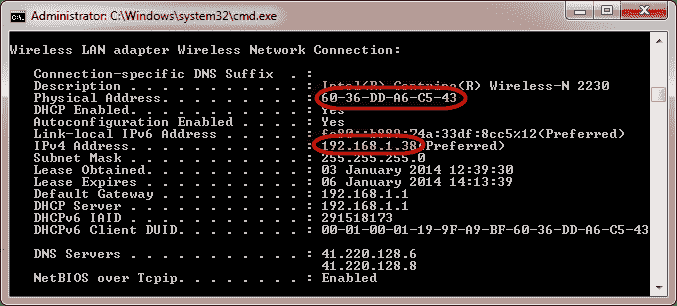 Administrator: C:\Windows\system32\cmd.exe
Wireless LAN adapter Wireless Network Connection:
Connection-specific DNS Suffix . :
Description . . . . . . . . . . . : Intel(R) Centrino(R) Wireless-N 2230
Physical Address. . . . . . . . . : 60-36-DD-A6-C5-43
DHCP Enabled. . . . . . . . . . . : Yes
Autoconfiguration Enabled . . . . : Yes
Link-local IPv6 Address . . . . . : fe80::b889:74a:33df:8cc5%12(Preferred)
IPv4 Address. . . . . . . . . . . : 192.168.1.38(Preferred)
Subnet Mask . . . . . . . . . . . : 255.255.255.0
Lease Obtained. . . . . . . . . . : 03 January 2014 12:39:30
Lease Expires . . . . . . . . . . : 06 January 2014 14:13:39
Default Gateway . . . . . . . . . : 192.168.1.1
DHCP Server . . . . . . . . . . . : 192.168.1.1
DHCPv6 IAID . . . . . . . . . . . : 291518173
DHCPv6 Client DUID. . . . . . . . : 00-01-00-01-19-9F-A9-BF-60-36-DD-A6-C5-43
DNS Servers . . . . . . . . . . . : 41.220.128.6
41.220.128.8
NetBIOS over Tcpip. . . . . . . . : Enabled